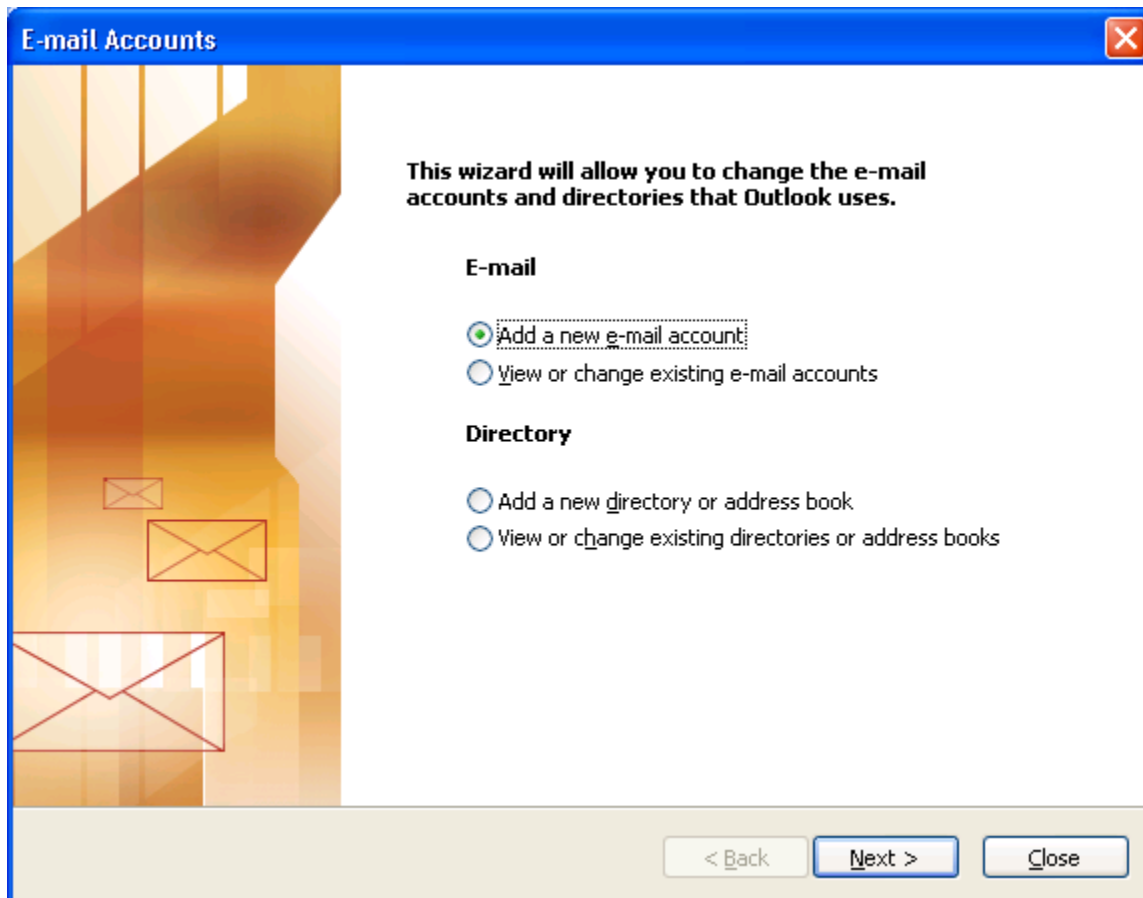 E-mail Accounts
This wizard will allow you to change the e-mail
accounts and directories that Outlook uses.
E-mail
Add a new e-mail account
View or change existing e-mail accounts
Directory
Add a new directory or address book
View or change existing directories or address books
< Back
Next >
Close